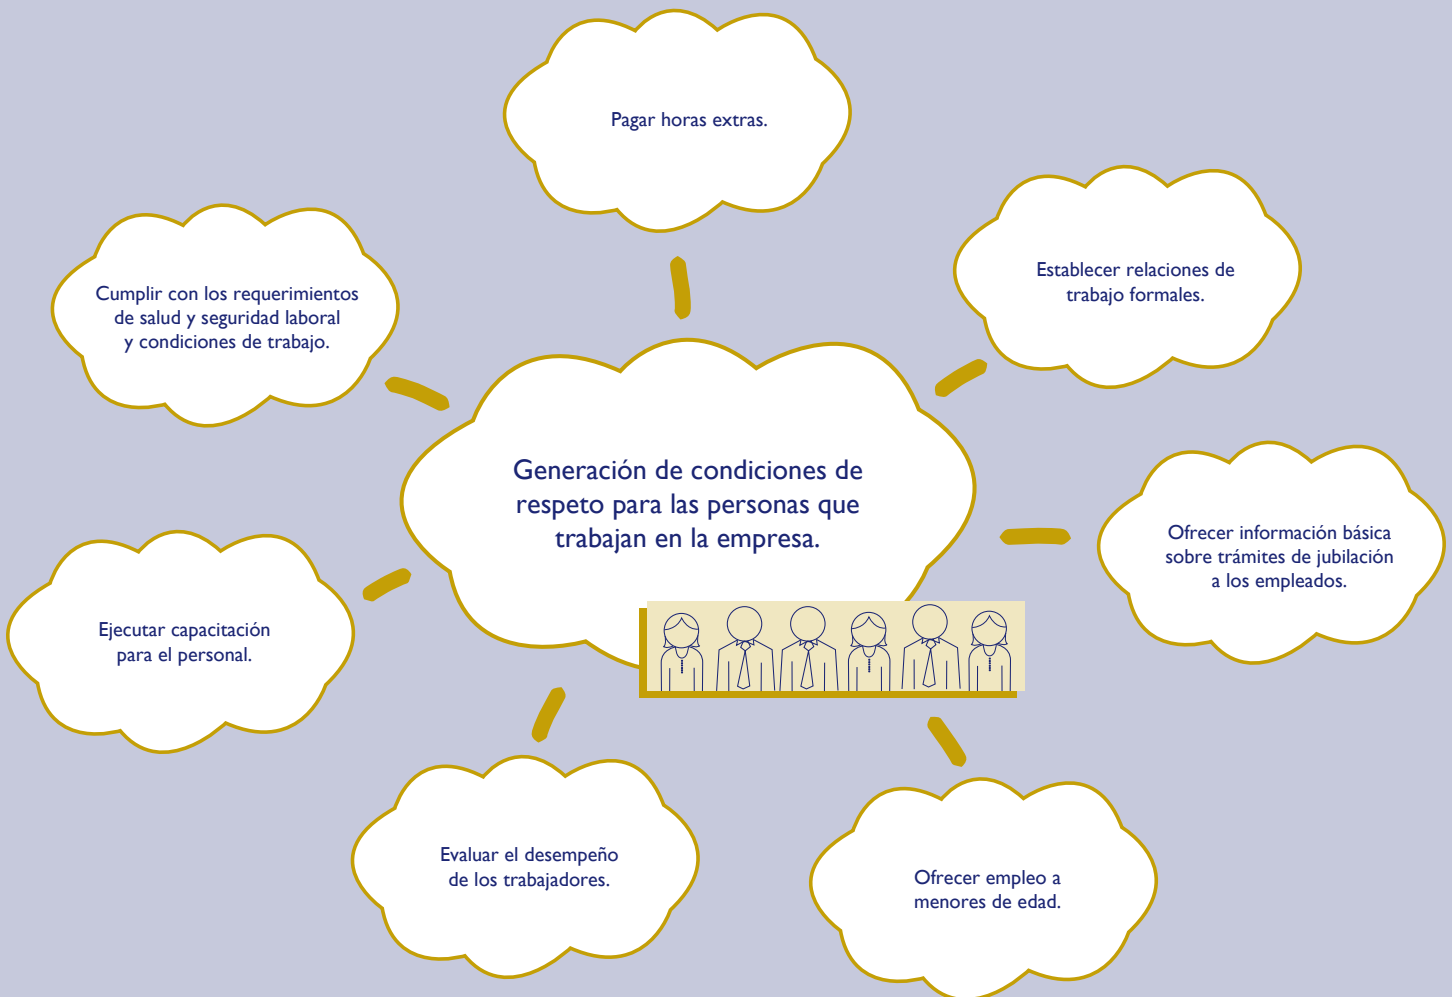 Pagar horas extras.
Establecer relaciones de
trabajo formales.
Cumplir con los requerimientos
de salud y seguridad laboral
y condiciones de trabajo.
Generación de condiciones de
respeto para las personas que
trabajan en la empresa.
Ofrecer información básica
sobre trámites de jubilación
a los empleados.
Ejecutar capacitación
para el personal.
Evaluar el desempeño
de los trabajadores.
Ofrecer empleo a
menores de edad.